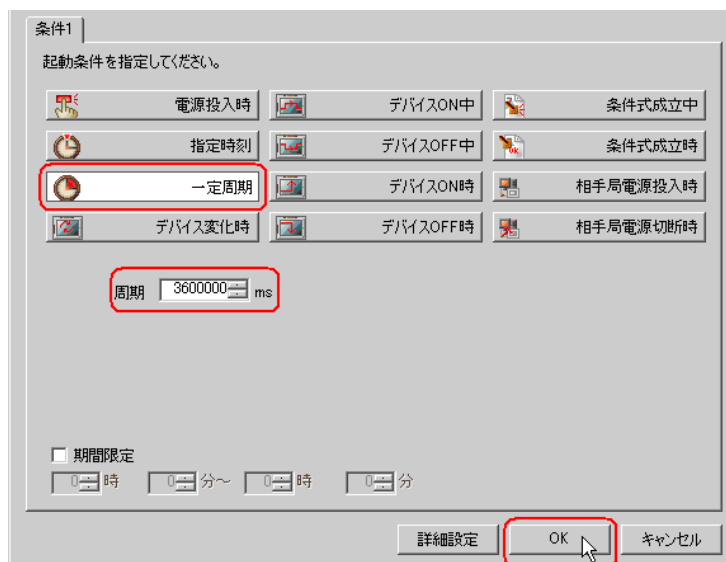 条件1
起動条件を指定してください。
電源投入時 デバイスON中 条件式成立中
指定時刻 デバイスOFF中 条件式成立時
一定周期 デバイスON時 相手局電源投入時
デバイス変化時 デバイスOFF時 相手局電源切断時
周期 3600000 ms
期間限定
0 時 0 分～ 0 時 0 分
詳細設定 OK キャンセル